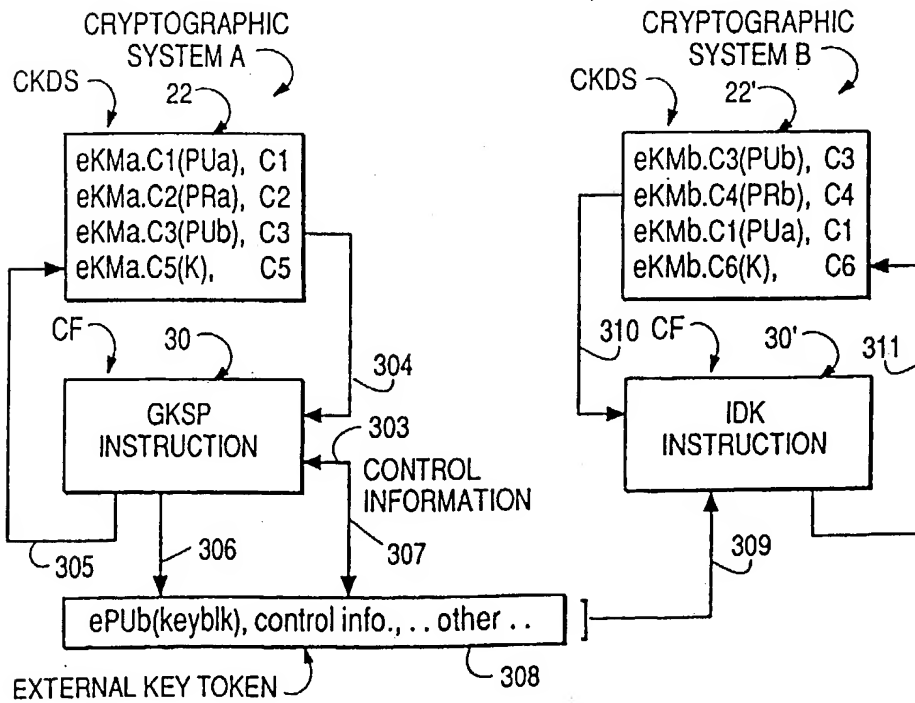 CRYPTOGRAPHIC
SYSTEM A
CKDS
22
eKMa.C1(PUa), C1
eKMa.C2(PRa), C2
eKMa.C3(PUb), C3
eKMa.C5(K), C5
CF
30
304
GKSP
INSTRUCTION
303
CONTROL
INFORMATION
305
306
307
ePUb(keyblk), control info., . . other . .
EXTERNAL KEY TOKEN
308
CRYPTOGRAPHIC
SYSTEM B
CKDS
22'
eKMb.C3(PUb), C3
eKMb.C4(PRb), C4
eKMb.C1(PUa), C1
eKMb.C6(K), C6
310
CF
30'
311
IDK
INSTRUCTION
309